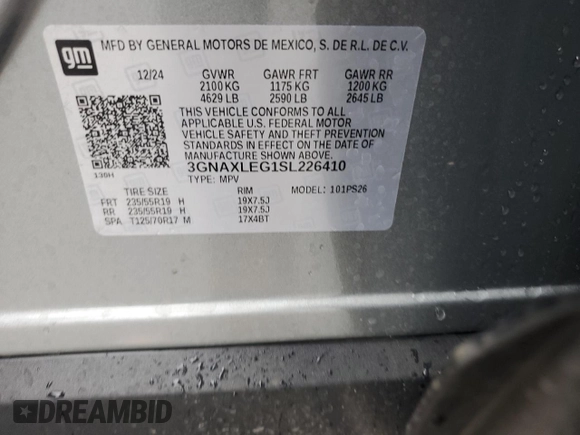 gm
MFD BY GENERAL MOTORS DE MEXICO, S. DE R.L. DE C.V.
12/24 GVWR GAWR FRT GAWR RR
2100 KG 1175 KG 1200 KG
4629 LB 2590 LB 2645 LB
THIS VEHICLE CONFORMS TO ALL
APPLICABLE U.S. FEDERAL MOTOR
VEHICLE SAFETY AND THEFT PREVENTION
STANDARDS IN EFFECT ON THE DATE OF
MANUFACTURE SHOWN ABOVE.
3GNAXLEG1SL226410
130H TYPE: MPV
TIRE SIZE RIM MODEL: 101PS26
FRT 235/55R19 H 19X7.5J
RR 235/55R19 H 19X7.5J
SPA T125/70R17 M 17X4BT
DREAMBID